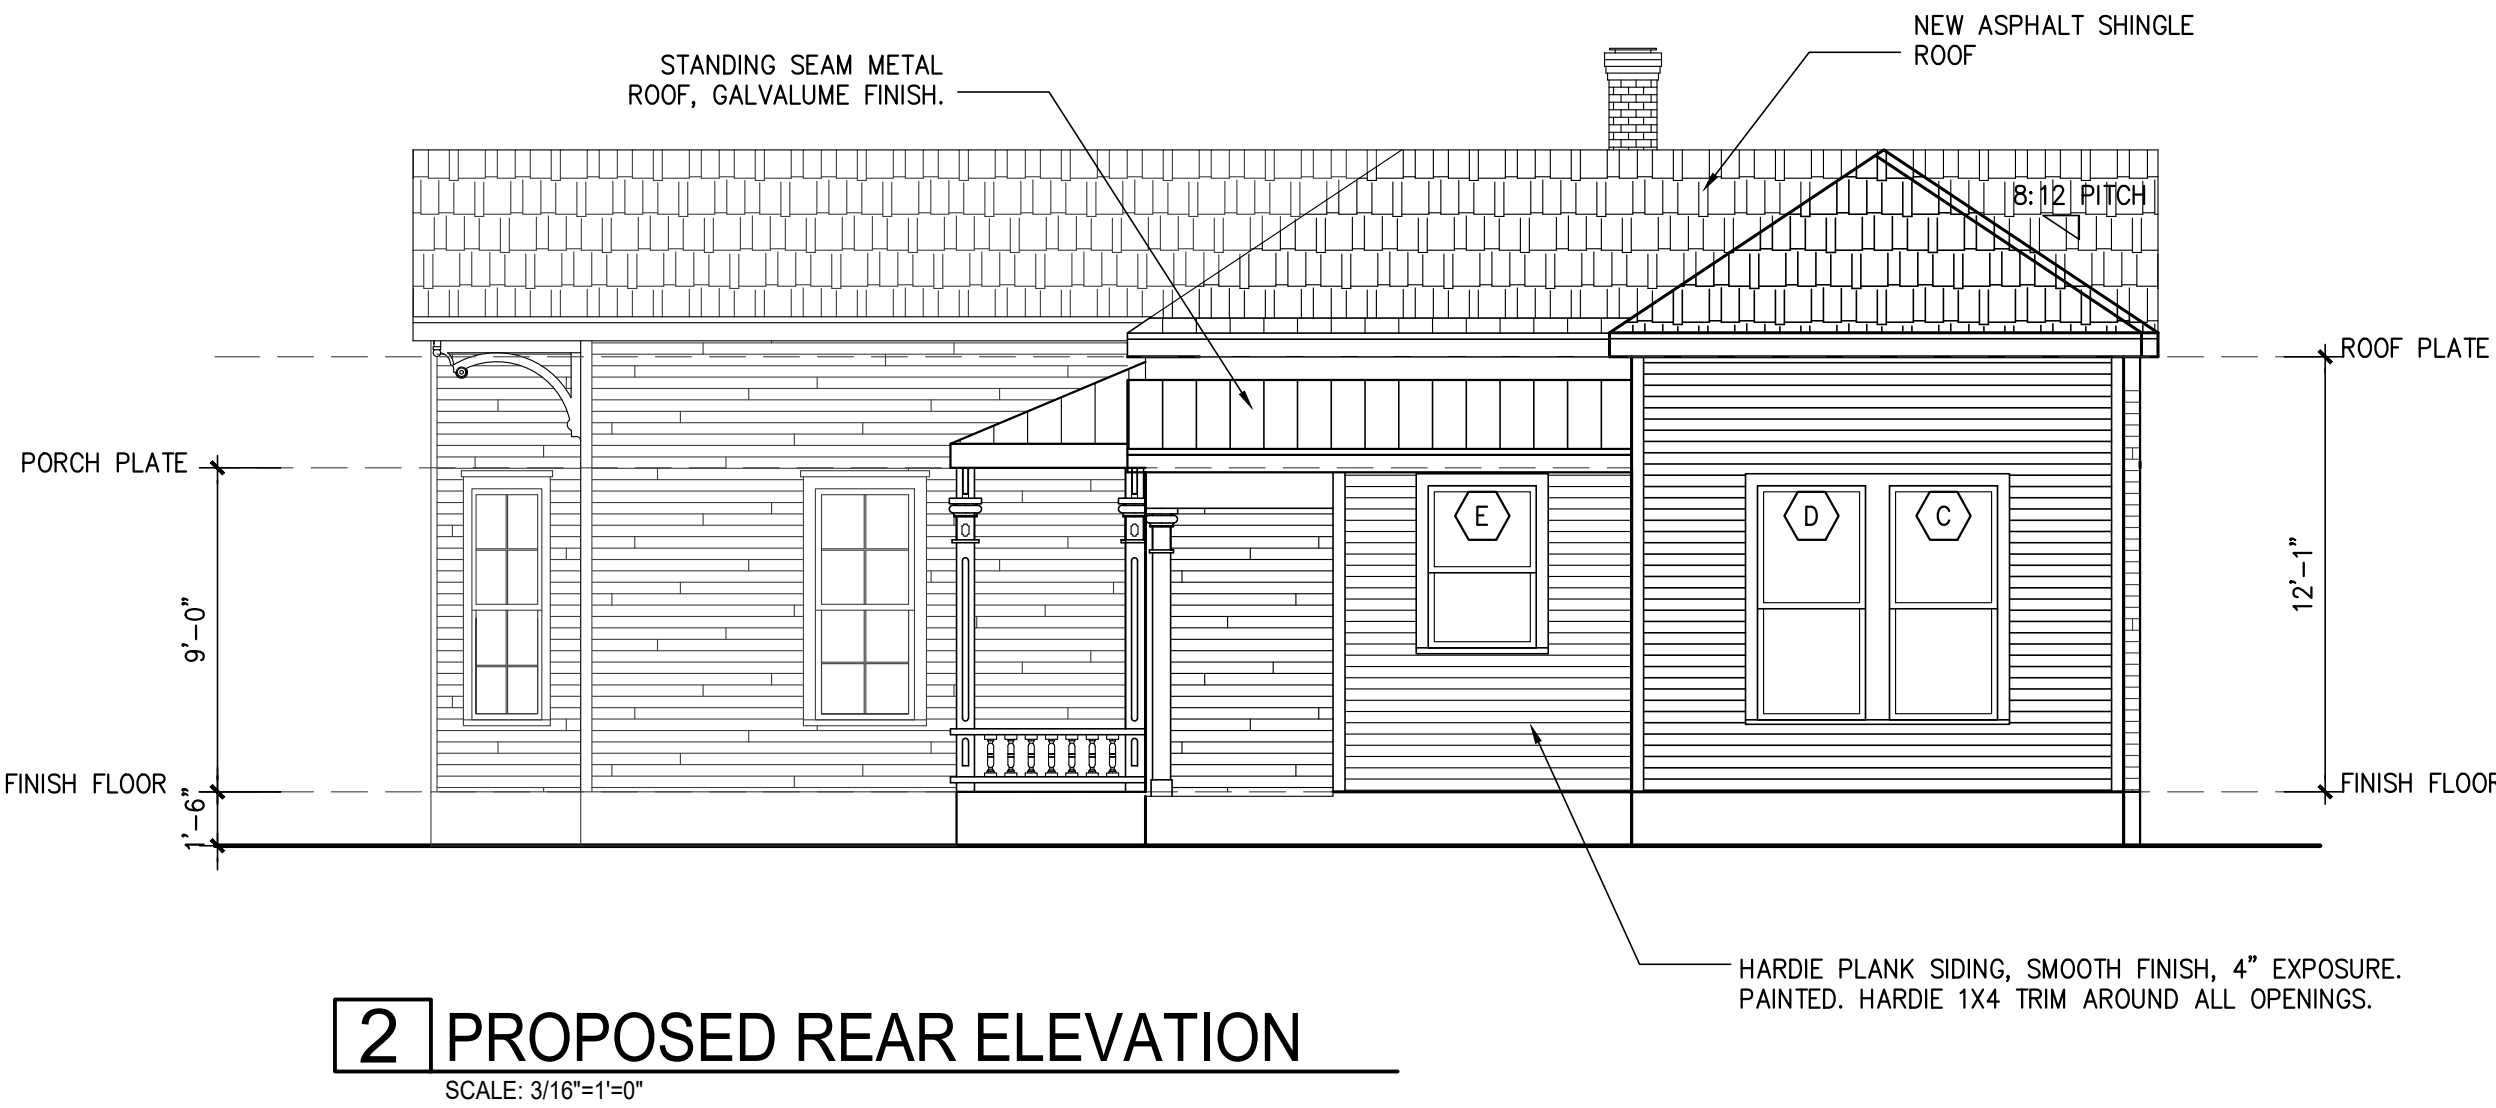 NEW ASPHALT SHINGLE
ROOF
STANDING SEAM METAL
ROOF, GALVALUME FINISH.
8:12 PITCH
ROOF PLATE
PORCH PLATE
E
D
C
12'-1"
9'-0"
FINISH FLOOR
FINISH FLOOR
1'-6"
HARDIE PLANK SIDING, SMOOTH FINISH, 4" EXPOSURE.
PAINTED. HARDIE 1X4 TRIM AROUND ALL OPENINGS.
2 PROPOSED REAR ELEVATION
SCALE: 3/16"=1'=0"